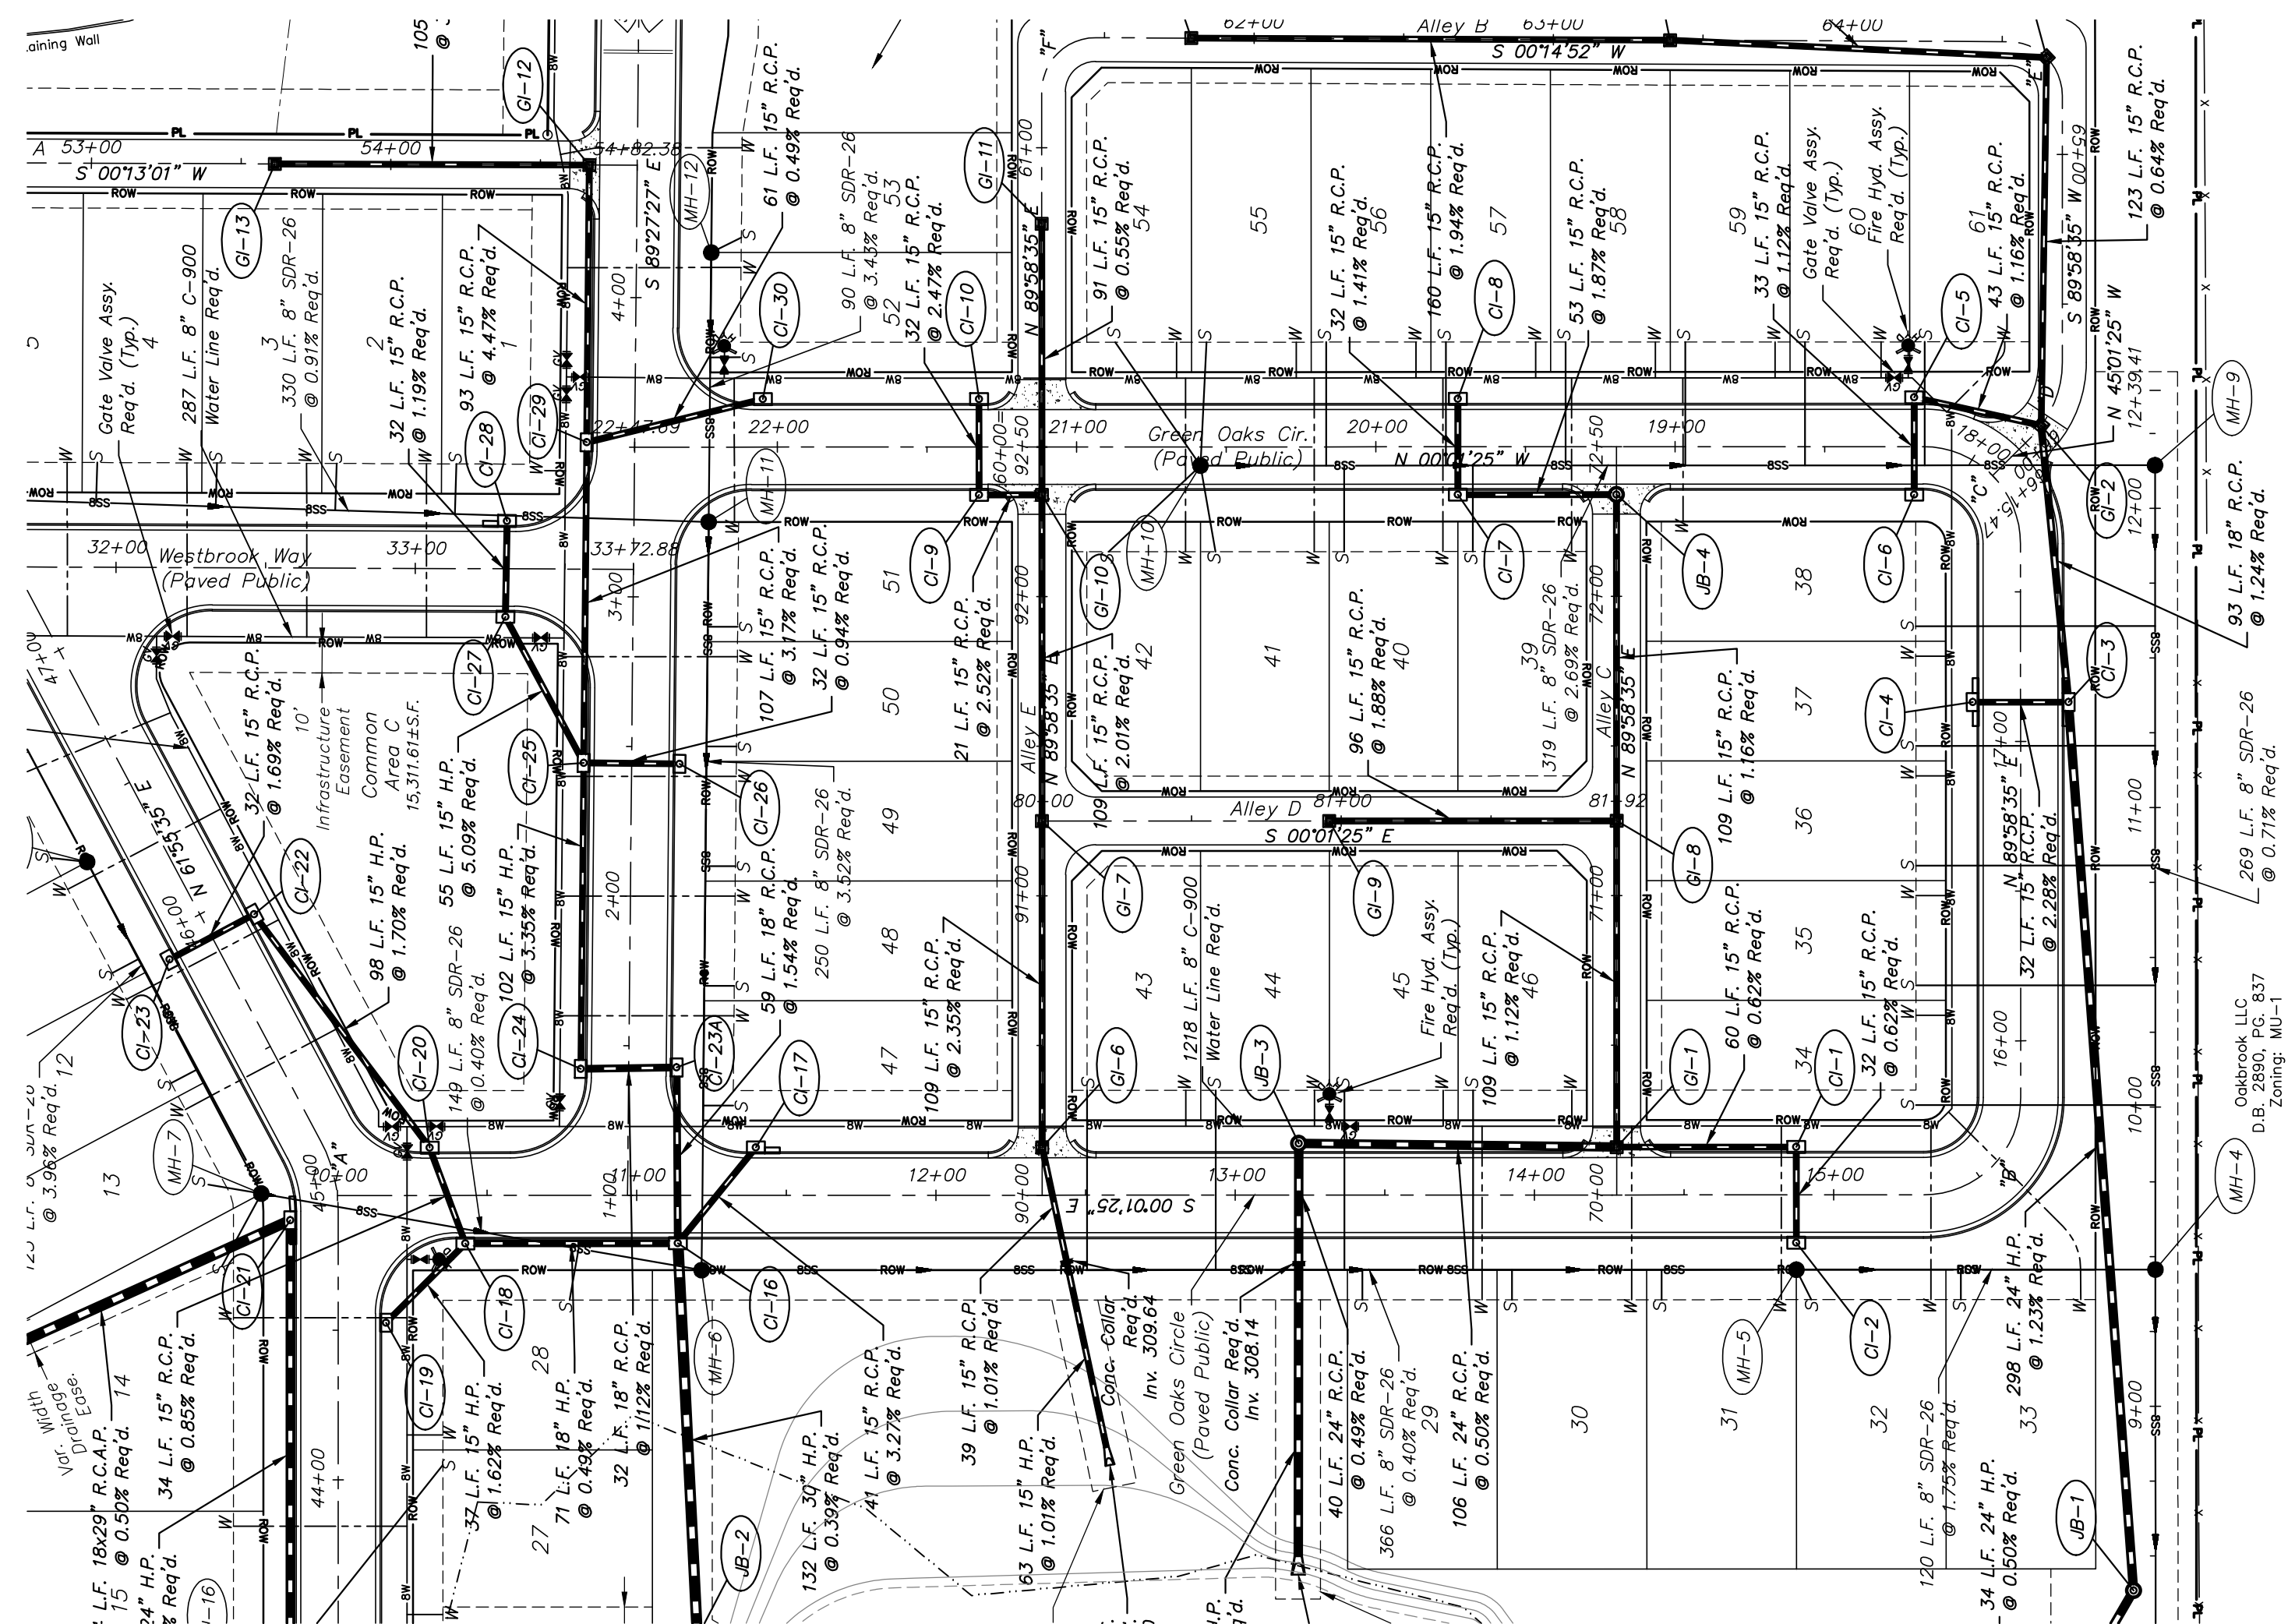 aining Wall
105
@
GI-12
62+00
Alley B
63+00
64+00
S 00°14'52" W
"F"
"E"
A
53+00
54+00
54+82.38
S 00°13'01" W
GI-13
S 89°27'27" E
MH-12
61 L.F. 15" R.C.P.
@ 0.49% Req'd.
GI-11
61+00
N 89°58'35" E
123 L.F. 15" R.C.P.
@ 0.64% Req'd.
65+00
S 89°58'35" W
90 L.F. 8" SDR-26
@ 3.43% Req'd.
53
52
32 L.F. 15" R.C.P.
@ 2.47% Req'd.
CI-10
CI-30
91 L.F. 15" R.C.P.
@ 0.55% Req'd.
54
55
56
57
58
59
60
61
32 L.F. 15" R.C.P.
@ 1.41% Req'd.
160 L.F. 15" R.C.P.
@ 1.94% Req'd.
CI-8
53 L.F. 15" R.C.P.
@ 1.87% Req'd.
33 L.F. 15" R.C.P.
@ 1.12% Req'd.
Gate Valve Assy.
Req'd. (Typ.)
Fire Hyd. Assy.
Req'd. (Typ.)
43 L.F. 15" R.C.P.
@ 1.16% Req'd.
CI-5
N 45°01'25" W
12+39.41
MH-9
Gate Valve Assy.
Req'd. (Typ.)
4
3
2
1
287 L.F. 8" C-900
Water Line Req'd.
330 L.F. 8" SDR-26
@ 0.91% Req'd.
32 L.F. 15" R.C.P.
@ 1.19% Req'd.
93 L.F. 15" R.C.P.
@ 4.47% Req'd.
CI-28
CI-29
4+00
22+47.69
22+00
60+00=
92+50
21+00
20+00
72+50
19+00
18+00
Green Oaks Cir.
(Paved Public)
N 00°01'25" W
"C"
GI-2
12+00
93 L.F. 18" R.C.P.
@ 1.24% Req'd.
32+00
33+00
33+72.88
Westbrook Way
(Paved Public)
MH-11
3+00
107 L.F. 15" R.C.P.
@ 3.17% Req'd.
32 L.F. 15" R.C.P.
@ 0.94% Req'd.
CI-9
51
50
49
48
47
92+00
GI-10
MH-10
CI-7
JB-4
CI-6
CI-3
CI-4
72+00
38
37
36
35
34
42
41
40
39
21 L.F. 15" R.C.P.
@ 2.52% Req'd.
Alley E
N 89°58'35" E
109 L.F. 15" R.C.P.
@ 2.01% Req'd.
96 L.F. 15" R.C.P.
@ 1.88% Req'd.
319 L.F. 8" SDR-26
@ 2.69% Req'd.
Alley C
N 89°58'35" E
109 L.F. 15" R.C.P.
@ 1.16% Req'd.
17+00
N 89°58'35" E
32 L.F. 15" R.C.P.
@ 2.28% Req'd.
11+00
269 L.F. 8" SDR-26
@ 0.71% Req'd.
47+00
CI-27
CI-25
CI-26
32 L.F. 15" R.C.P.
@ 1.69% Req'd.
10'
Infrastructure
Easement
Common
Area C
15,311.61±S.F.
N 61°55'35" E
46+00
CI-22
CI-23
98 L.F. 15" H.P.
@ 1.70% Req'd.
55 L.F. 15" H.P.
@ 5.09% Req'd.
149 L.F. 8" SDR-26
@ 0.40% Req'd.
102 L.F. 15" H.P.
@ 3.35% Req'd.
CI-20
CI-24
2+00
59 L.F. 18" R.C.P.
@ 1.54% Req'd.
250 L.F. 8" SDR-26
@ 3.52% Req'd.
CI-23A
CI-17
80+00
Alley D
81+00
81+92
S 00°01'25" E
91+00
GI-7
GI-9
GI-8
71+00
109 L.F. 15" R.C.P.
@ 2.35% Req'd.
43
44
45
46
1218 L.F. 8" C-900
Water Line Req'd.
Fire Hyd. Assy.
Req'd. (Typ.)
109 L.F. 15" R.C.P.
@ 1.12% Req'd.
60 L.F. 15" R.C.P.
@ 0.62% Req'd.
32 L.F. 15" R.C.P.
@ 0.62% Req'd.
GI-6
JB-3
GI-1
CI-1
16+00
10+00
Oakbrook LLC
D.B. 2890, PG. 837
Zoning: MU-1
@ 3.96% Req'd.
12
13
MH-7
45+00
10+00
"A"
11+00
1+00
12+00
90+00
13+00
14+00
70+00
15+00
"B"
S 00°01'25" E
MH-4
CI-21
CI-18
CI-16
CI-19
MH-6
MH-5
CI-2
JB-1
JB-2
Var. Width
Drainage
Ease.
L.F. 18x29" R.C.A.P.
@ 0.50% Req'd.
15
14
34 L.F. 15" R.C.P.
@ 0.85% Req'd.
24" H.P.
% Req'd.
44+00
37 L.F. 15" H.P.
@ 1.62% Req'd.
28
27
71 L.F. 18" H.P.
@ 0.49% Req'd.
32 L.F. 18" R.C.P.
@ 1.12% Req'd.
132 L.F. 30" H.P.
@ 0.39% Req'd.
41 L.F. 15" R.C.P.
@ 3.27% Req'd.
39 L.F. 15" R.C.P.
@ 1.01% Req'd.
63 L.F. 15" H.P.
@ 1.01% Req'd.
Conc. Collar
Req'd.
Inv. 309.64
Green Oaks Circle
(Paved Public)
Conc. Collar Req'd.
Inv. 308.14
40 L.F. 24" R.C.P.
@ 0.49% Req'd.
366 L.F. 8" SDR-26
@ 0.40% Req'd.
29
106 L.F. 24" R.C.P.
@ 0.50% Req'd.
30
31
32
33
120 L.F. 8" SDR-26
@ 1.75% Req'd.
298 L.F. 24" H.P.
@ 1.23% Req'd.
34 L.F. 24" H.P.
@ 0.50% Req'd.
9+00